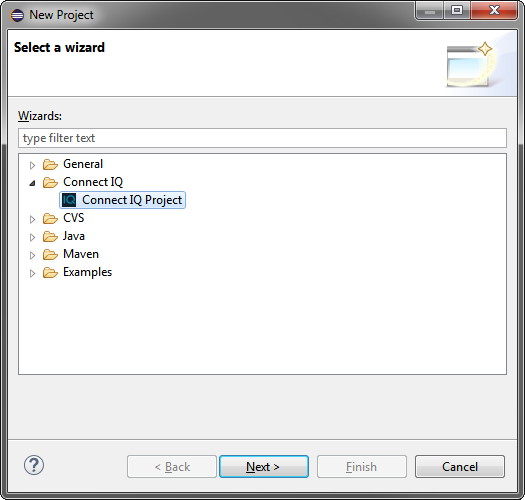 New Project
Select a wizard
Wizards:
type filter text
General
Connect IQ
IQ Connect IQ Project
CVS
Java
Maven
Examples
? < Back Next > Finish Cancel